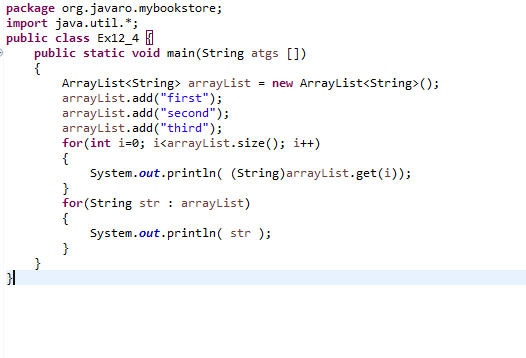 package org.javaro.mybookstore;
import java.util.*;
public class Ex12_4 {
    public static void main(String atgs [])
    {
        ArrayList<String> arrayList = new ArrayList<String>();
        arrayList.add("first");
        arrayList.add("second");
        arrayList.add("third");
        for(int i=0; i<arrayList.size(); i++)
        {
            System.out.println( (String)arrayList.get(i));
        }
        for(String str : arrayList)
        {
            System.out.println( str );
        }
    }
}